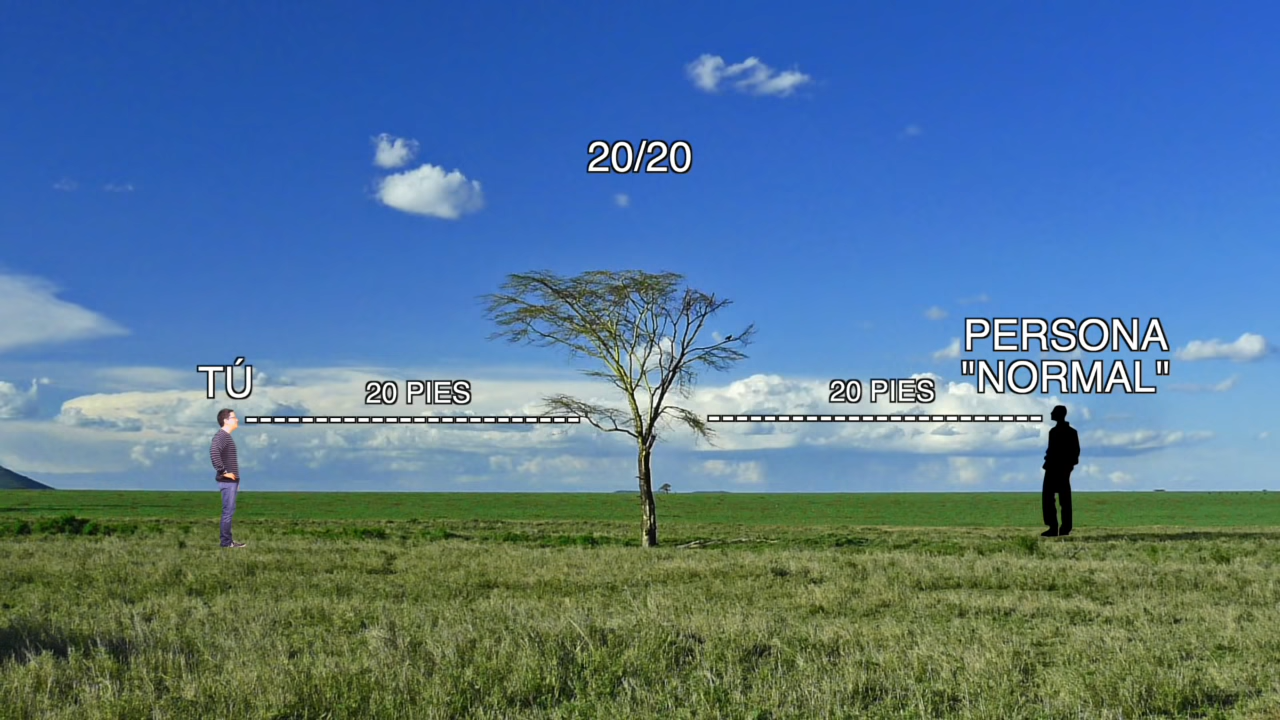 20/20
TÚ
20 PIES
20 PIES
PERSONA
"NORMAL"